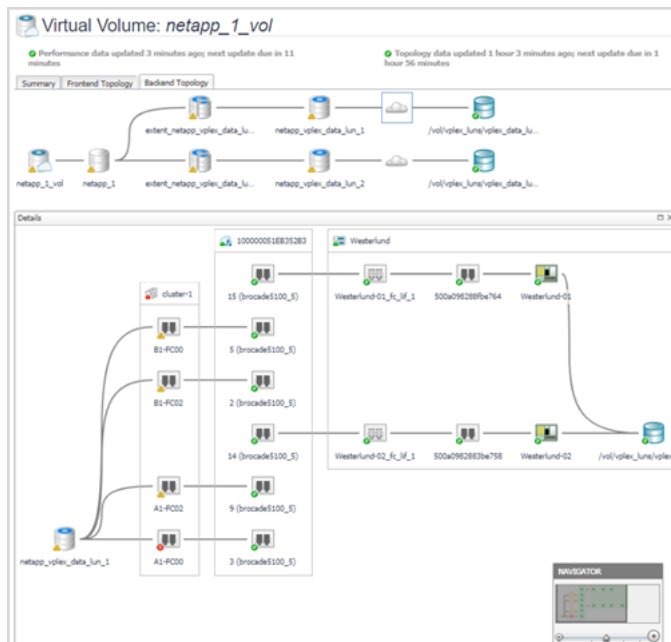 Virtual Volume: netapp_1_vol
Performance data updated 3 minutes ago; next update due in 11
minutes
Topology data updated 1 hour 3 minutes ago; next update due in 1
hour 56 minutes
Summary
Frontend Topology
Backend Topology
extent_netapp_vplex_data_lu...
netapp_vplex_data_lun_1
/vol/vplex_luns/vplex_data_lu...
netapp_1_vol
netapp_1
extent_netapp_vplex_data_lu...
netapp_vplex_data_lun_2
/vol/vplex_luns/vplex_data_lu...
Details
100000051EB352B3
Westerlund
15 (brocade5100_5)
Westerlund-01_fc_lif_1
500a098288fbe764
Westerlund-01
cluster-1
B1-FC00
5 (brocade5100_5)
B1-FC02
2 (brocade5100_5)
14 (brocade5100_5)
Westerlund-02_fc_lif_1
500a0982883be758
Westerlund-02
/vol/vplex_luns/vplex
A1-FC02
9 (brocade5100_5)
netapp_vplex_data_lun_1
A1-FC00
3 (brocade5100_5)
NAVIGATOR